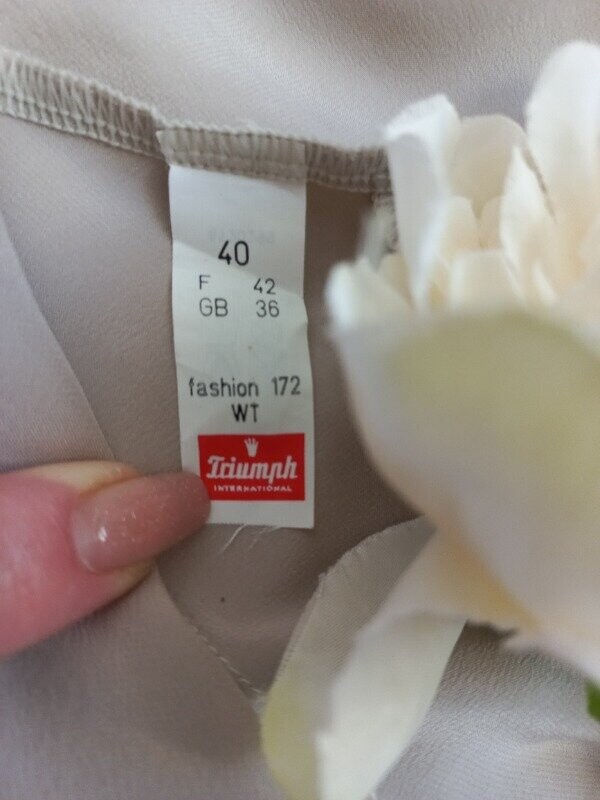 40
F 42
GB 36
fashion 172
WT
Triumph
INTERNATIONAL